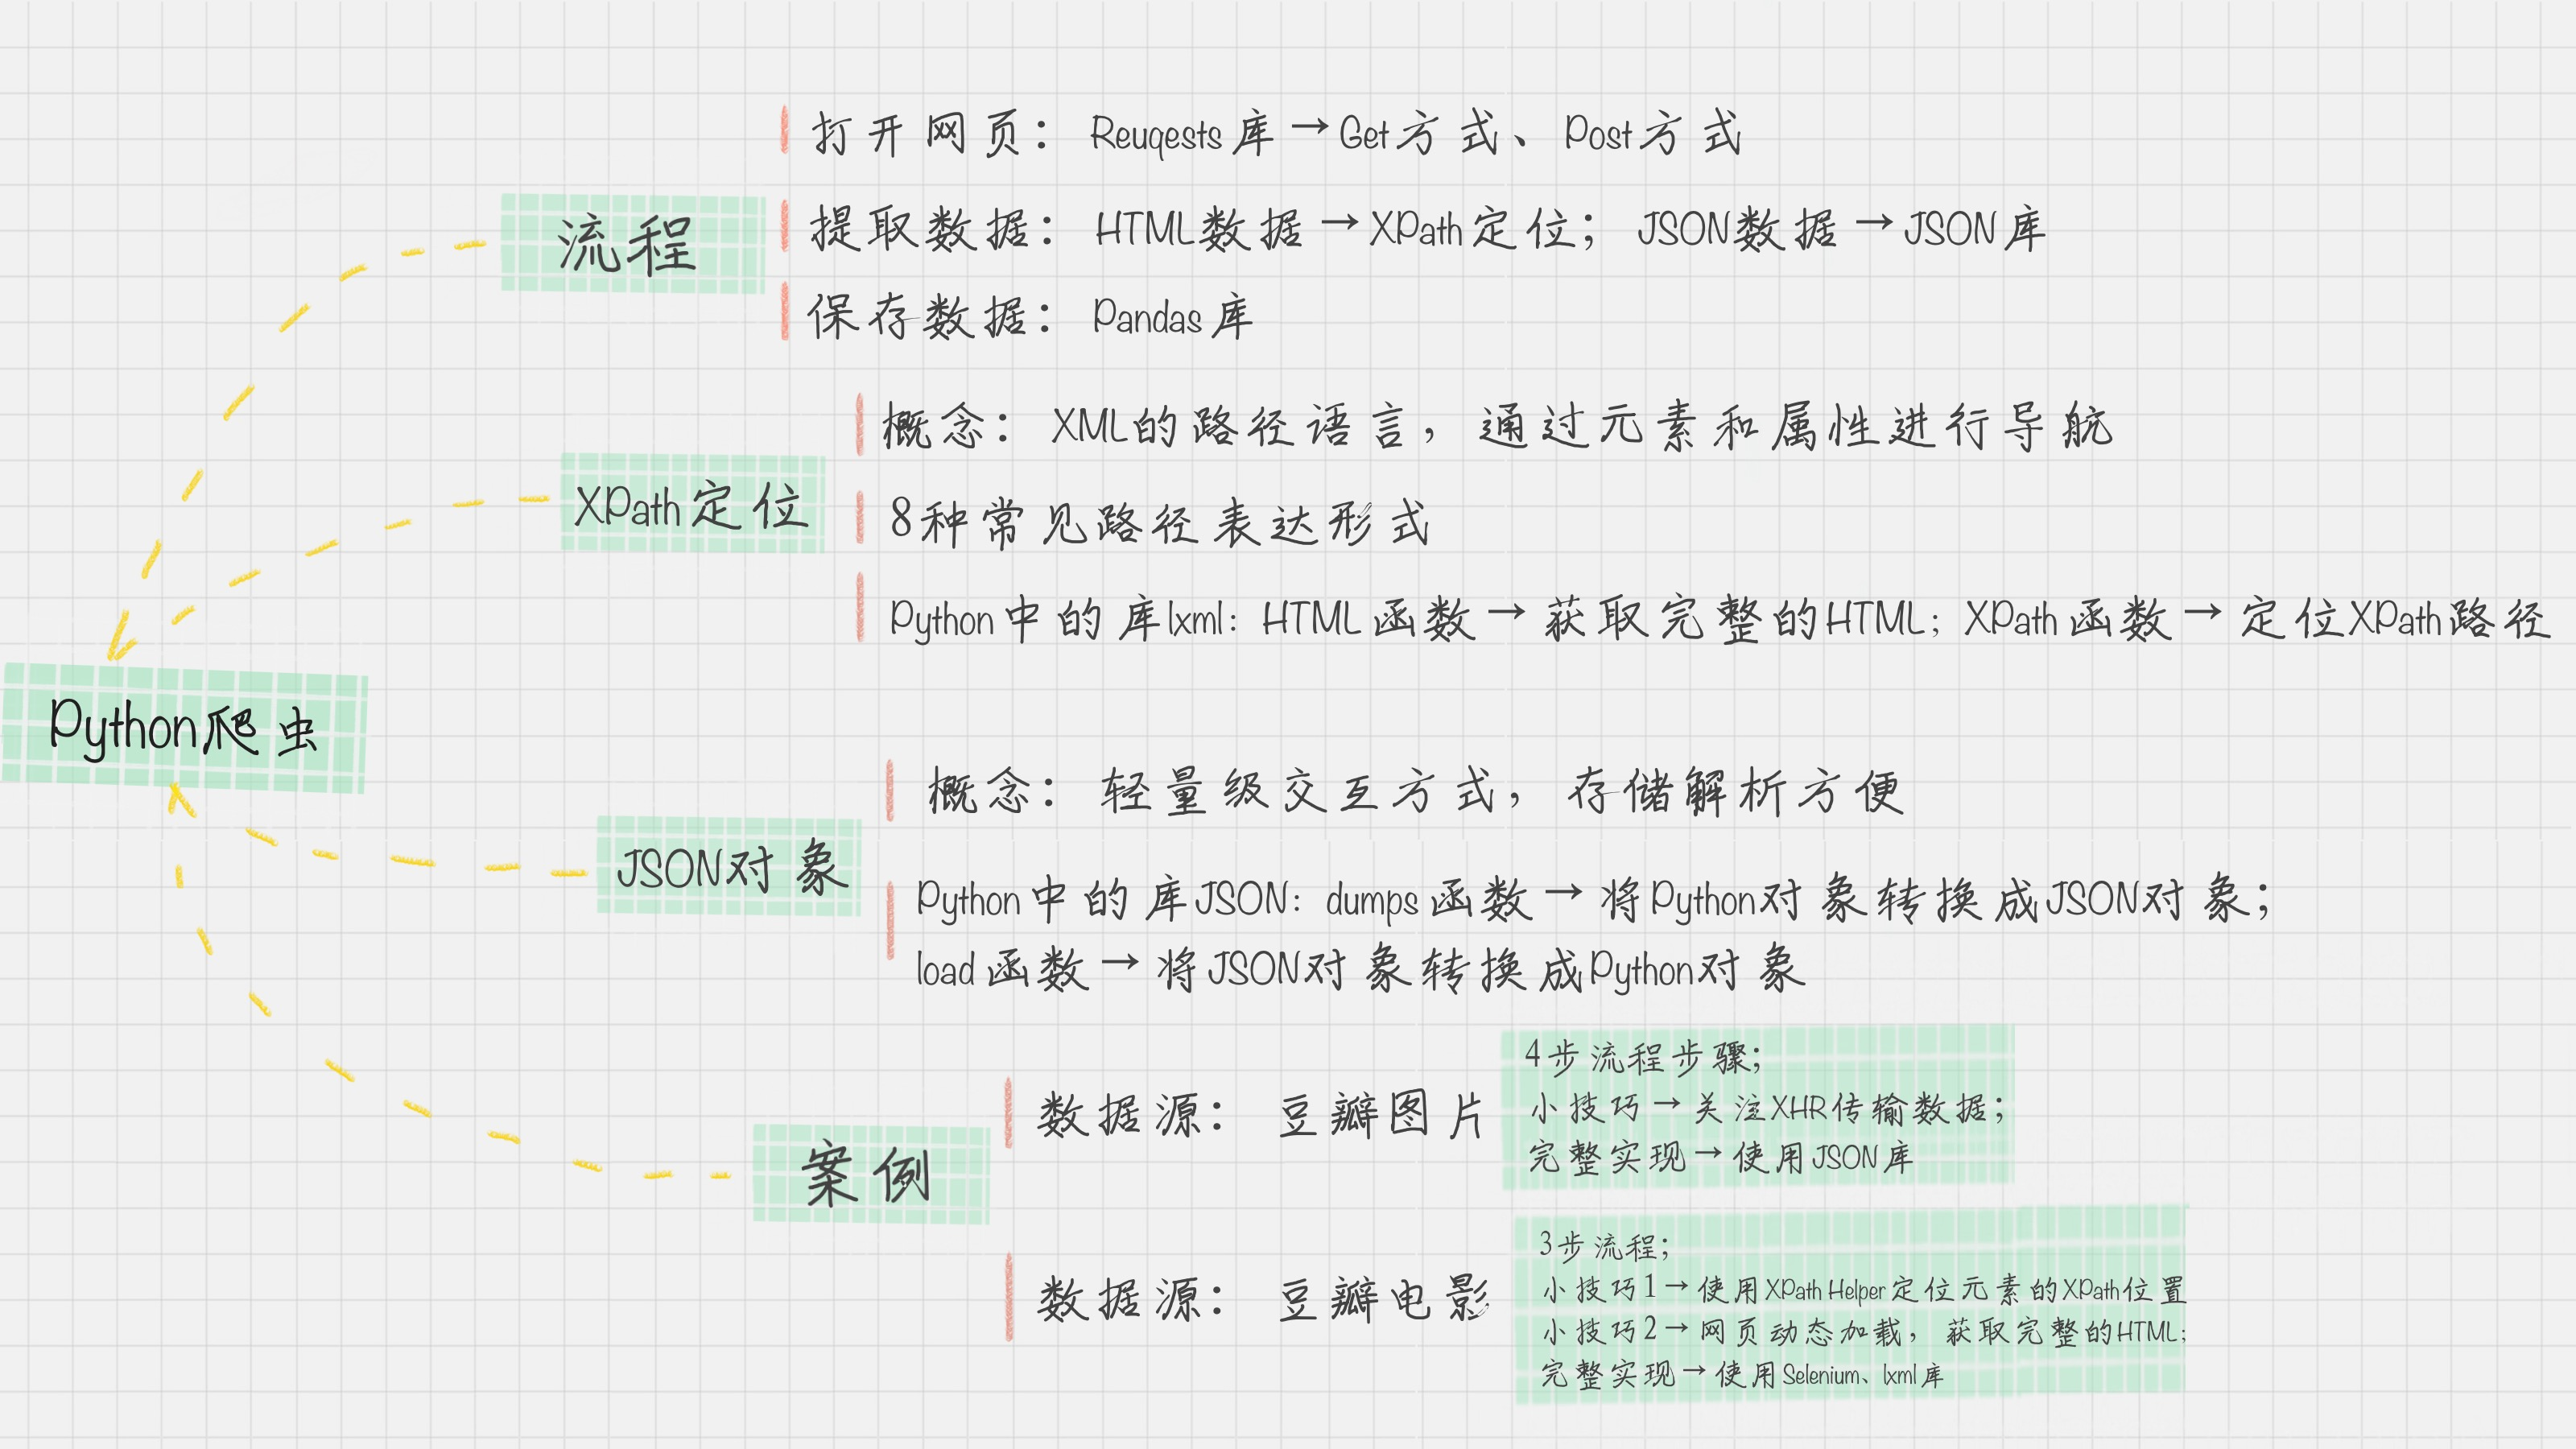 打开网页：Reuqests库→Get方式、Post方式
流程
提取数据：HTML数据→XPath定位；JSON数据→JSON库
保存数据：Pandas库
概念：XML的路径语言，通过元素和属性进行导航
XPath定位
8种常见路径表达形式
Python中的库lxml：HTML函数→获取完整的HTML；XPath函数→定位XPath路径
Python爬虫
概念：轻量级交互方式，存储解析方便
JSON对象
Python中的库JSON：dumps函数→将Python对象转换成JSON对象；
load函数→将JSON对象转换成Python对象
案例
数据源：豆瓣图片
4步流程步骤；
小技巧→关注XHR传输数据；
完整实现→使用JSON库
数据源：豆瓣电影
3步流程；
小技巧1→使用XPath Helper定位元素的XPath位置
小技巧2→网页动态加载，获取完整的HTML；
完整实现→使用Selenium、lxml库